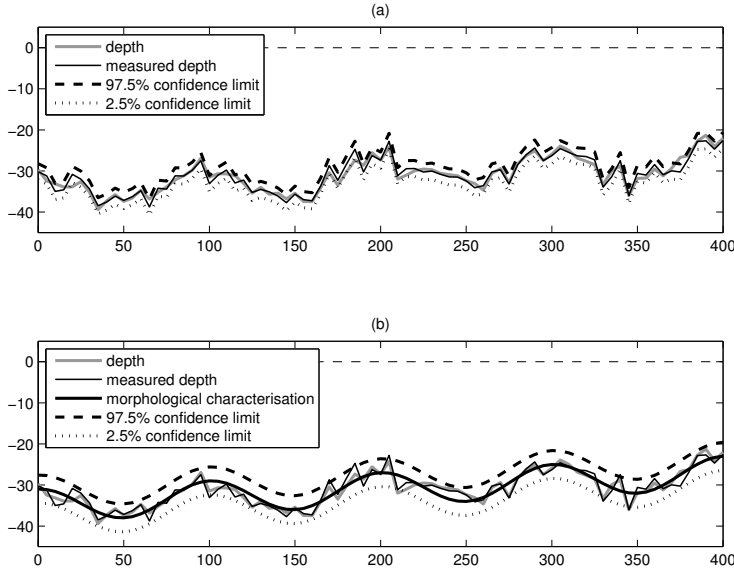 (a)
0
−10
−20
−30
−40
depth
measured depth
97.5% confidence limit
2.5% confidence limit
0 50 100 150 200 250 300 350 400
(b)
0
−10
−20
−30
−40
depth
measured depth
morphological characterisation
97.5% confidence limit
2.5% confidence limit
0 50 100 150 200 250 300 350 400